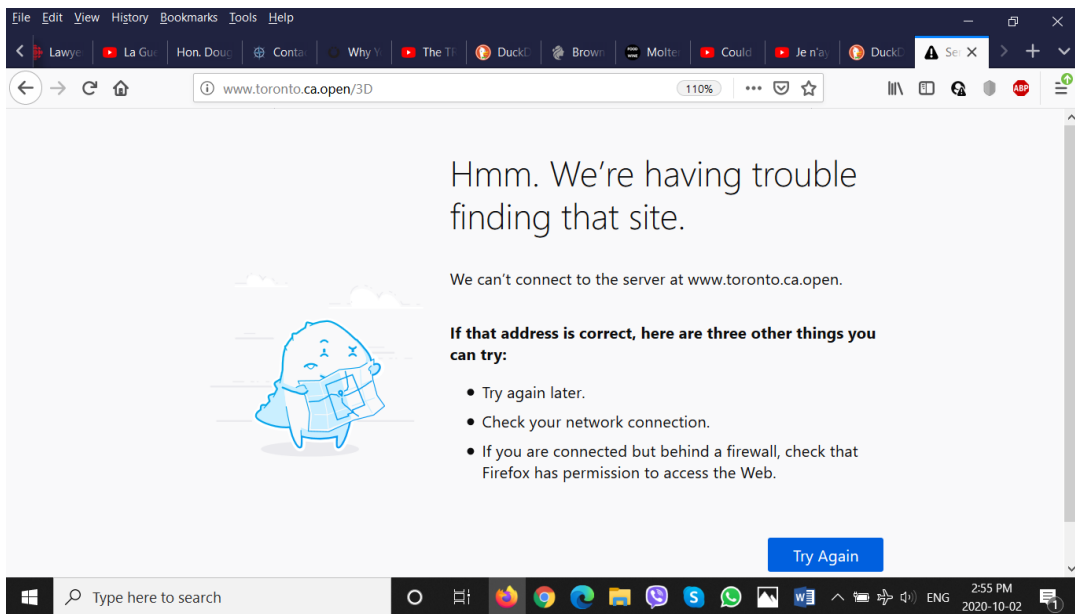 File Edit View History Bookmarks Tools Help
Lawye La Gu Hon. Doug Conta Why Y The T DuckD Brown Molte Could Je n'ay DuckD Se
www.toronto.ca.open/3D 110% ABP
Hmm. We're having trouble
finding that site.
We can't connect to the server at www.toronto.ca.open.
If that address is correct, here are three other things you
can try:
Try again later.
Check your network connection.
If you are connected but behind a firewall, check that
Firefox has permission to access the Web.
Try Again
Type here to search ENG 2:55 PM
2020-10-02 1